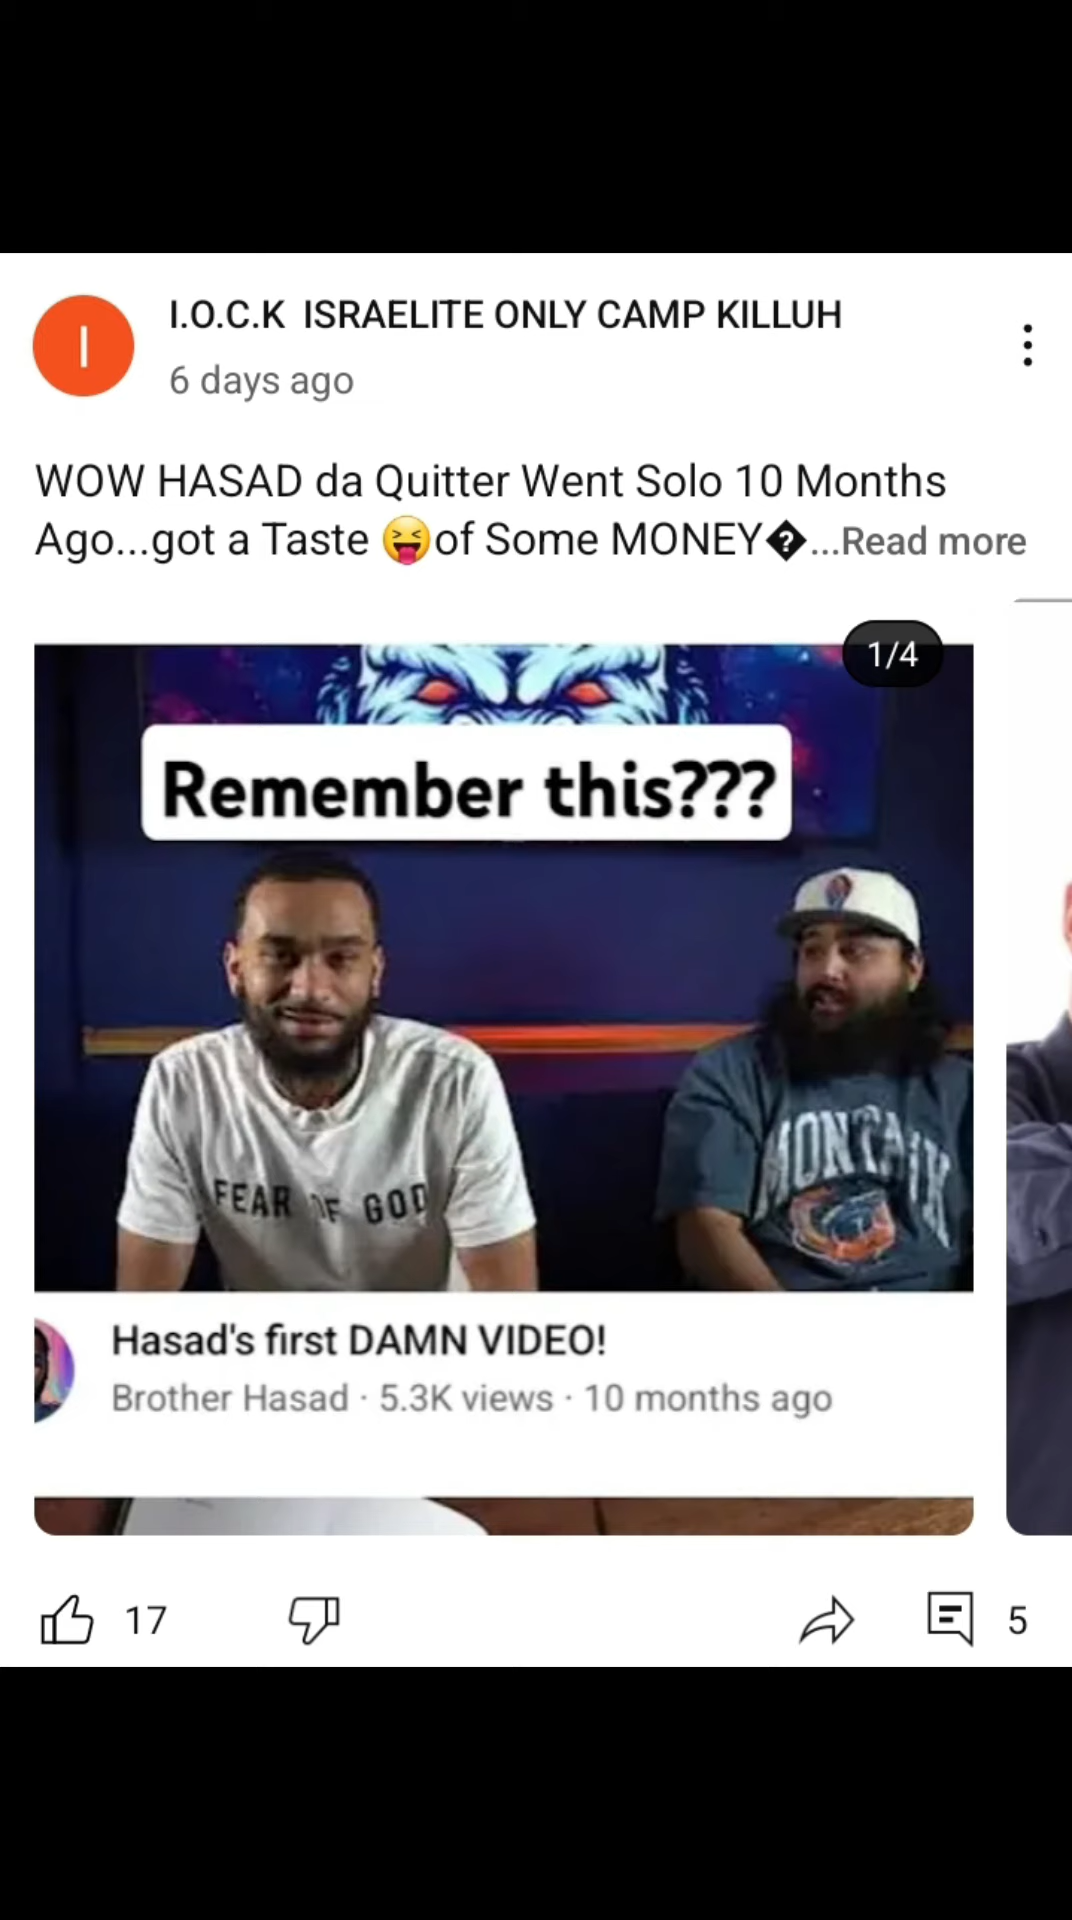 I
I.O.C.K ISRAELITE ONLY CAMP KILLUH
6 days ago
WOW HASAD da Quitter Went Solo 10 Months
Ago...got a Taste 😝of Some MONEY�...Read more
1/4
Remember this???
FEAR OF GOD
Hasad's first DAMN VIDEO!
Brother Hasad · 5.3K views · 10 months ago
17
5